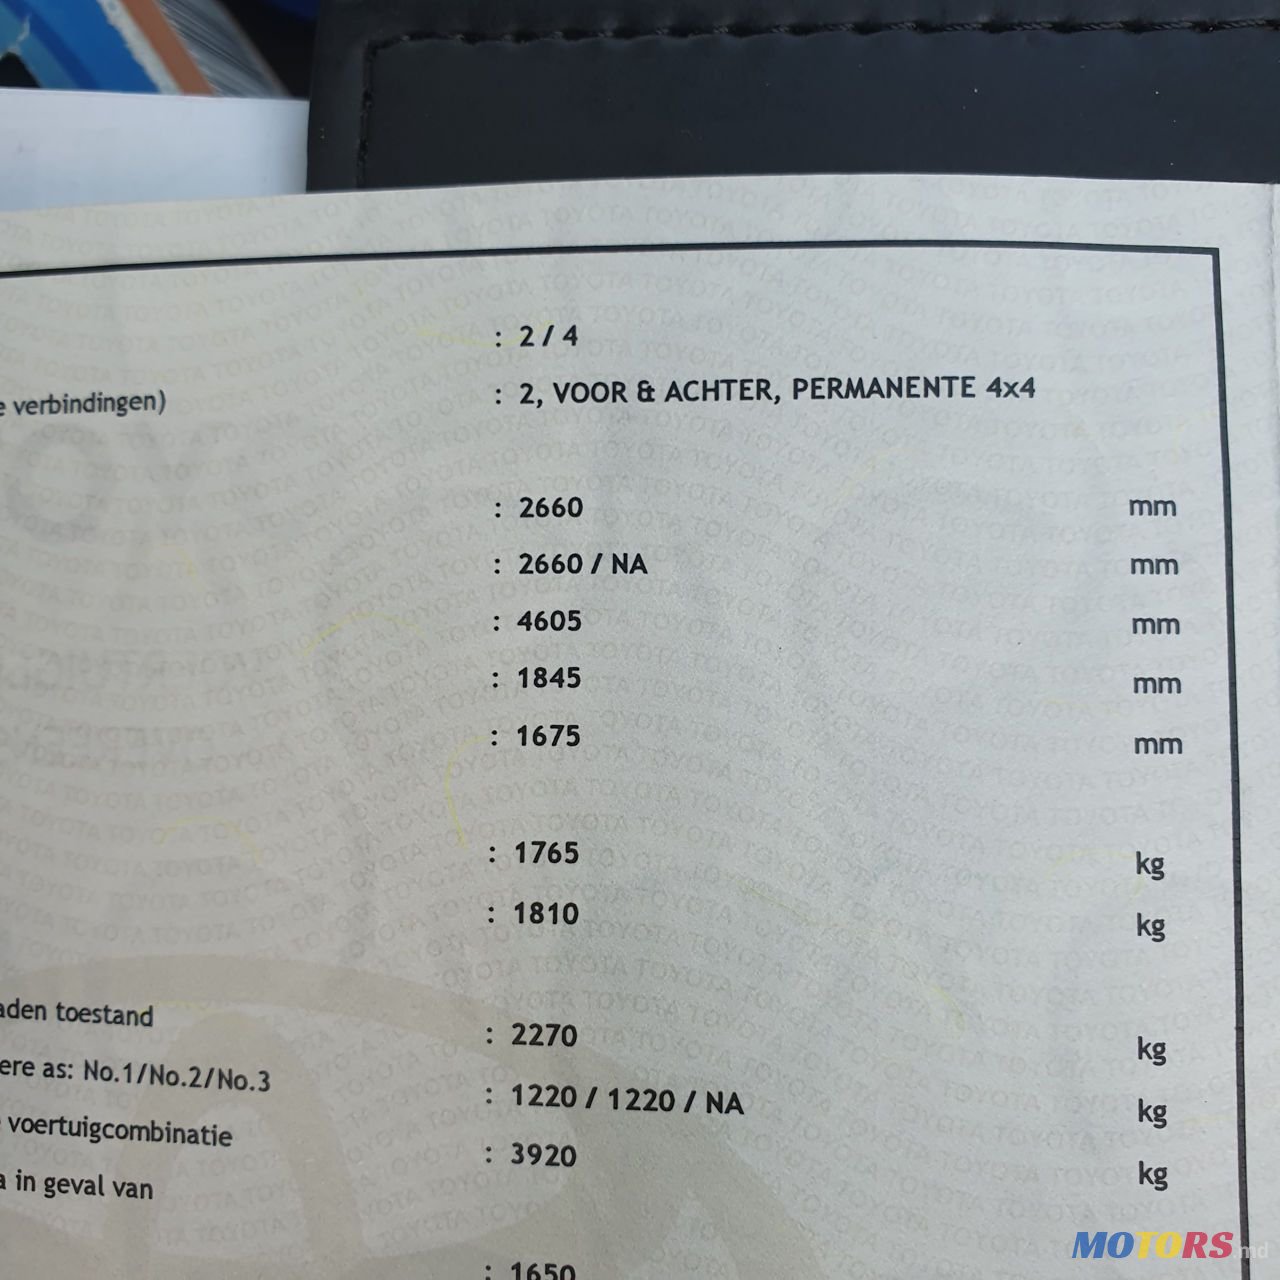 : 2 / 4
e verbindingen) : 2, VOOR & ACHTER, PERMANENTE 4x4
: 2660 mm
: 2660 / NA mm
: 4605 mm
: 1845 mm
: 1675 mm
: 1765 kg
: 1810 kg
aden toestand : 2270 kg
ere as: No.1/No.2/No.3 : 1220 / 1220 / NA kg
voertuigcombinatie : 3920 kg
a in geval van
: 1650
MOTORS.md